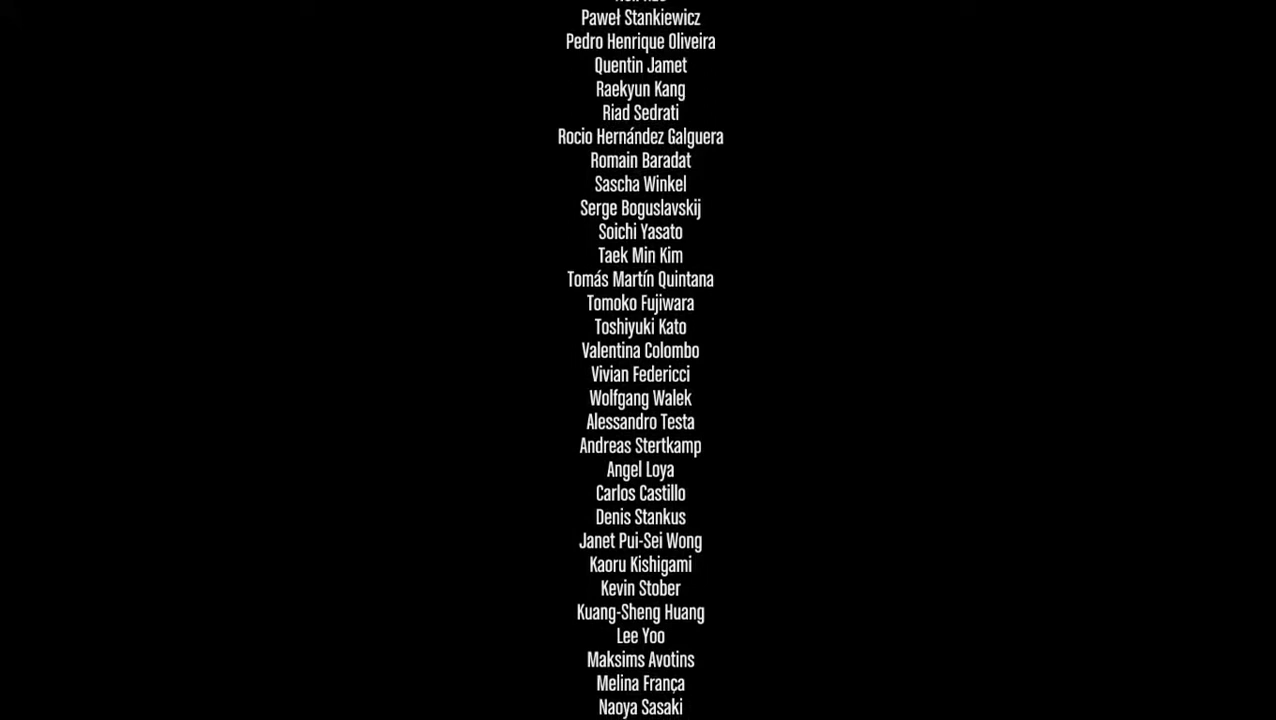 Paweł Stankiewicz
Pedro Henrique Oliveira
Quentin Jamet
Raekyun Kang
Riad Sedrati
Rocio Hernández Galguera
Romain Baradat
Sascha Winkel
Serge Boguslavskij
Soichi Yasato
Taek Min Kim
Tomás Martín Quintana
Tomoko Fujiwara
Toshiyuki Kato
Valentina Colombo
Vivian Federicci
Wolfgang Walek
Alessandro Testa
Andreas Stertkamp
Angel Loya
Carlos Castillo
Denis Stankus
Janet Pui-Sei Wong
Kaoru Kishigami
Kevin Stober
Kuang-Sheng Huang
Lee Yoo
Maksims Avotins
Melina França
Naoya Sasaki